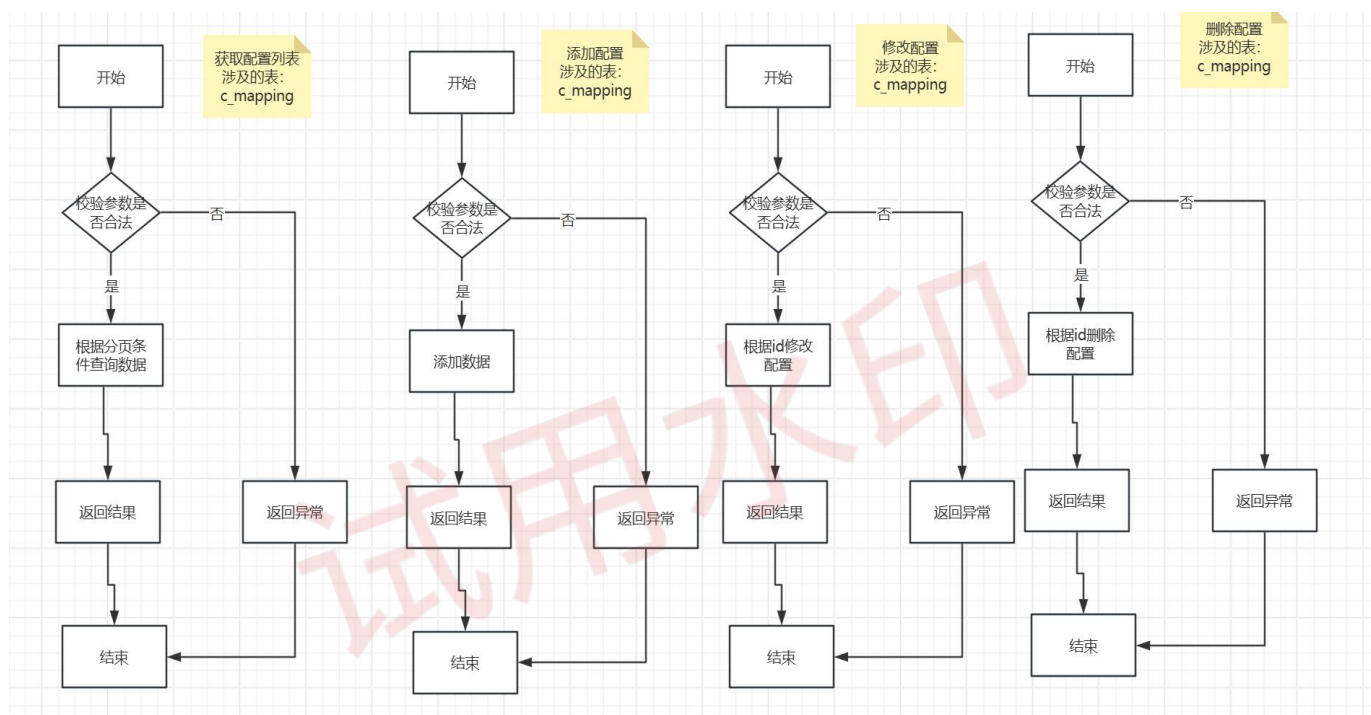 开始
获取配置列表
涉及的表：
c_mapping
校验参数是
否合法
否
是
根据分页条
件查询数据
返回结果
返回异常
结束
开始
添加配置
涉及的表：
c_mapping
校验参数是
否合法
否
是
添加数据
返回结果
返回异常
结束
开始
修改配置
涉及的表：
c_mapping
校验参数是
否合法
否
是
根据id修改
配置
返回结果
返回异常
结束
开始
删除配置
涉及的表：
c_mapping
校验参数是
否合法
否
是
根据id删除
配置
返回结果
返回异常
结束
试用水印